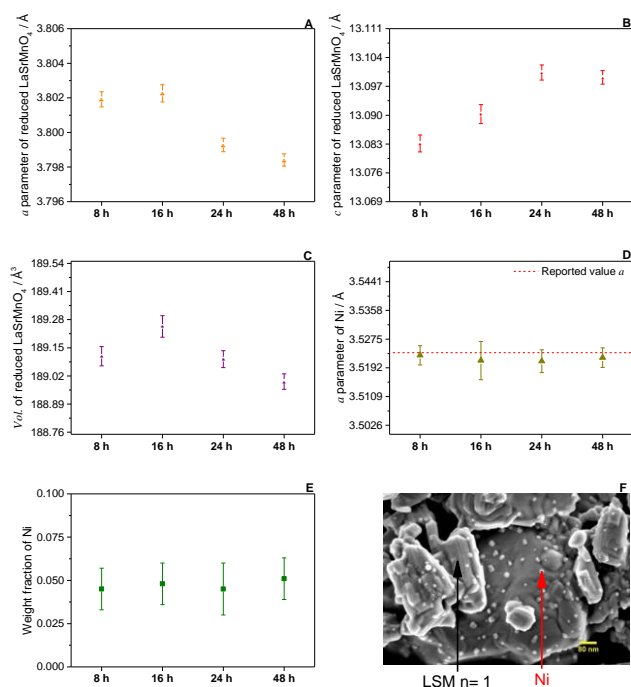 A
a parameter of reduced LaSrMnO4 / Å
3.806
3.804
3.802
3.800
3.798
3.796
8 h 16 h 24 h 48 h
B
c parameter of reduced LaSrMnO4 / Å
13.111
13.104
13.097
13.090
13.083
13.076
13.069
8 h 16 h 24 h 48 h
C
Vol. of reduced LaSrMnO4 / Å3
189.54
189.41
189.28
189.15
189.02
188.89
188.76
8 h 16 h 24 h 48 h
D
Reported value a
a parameter of Ni / Å
3.5441
3.5358
3.5275
3.5192
3.5109
3.5026
8 h 16 h 24 h 48 h
E
Weight fraction of Ni
0.100
0.075
0.050
0.025
0.000
8 h 16 h 24 h 48 h
F
80 nm
LSM n= 1 Ni